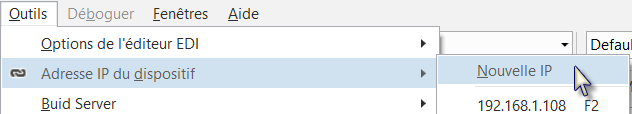 Outils Déboguer Fenêtres Aide
Options de l'éditeur EDI
Defau
Adresse IP du dispositif
Nouvelle IP
Buid Server
192.168.1.108 F2